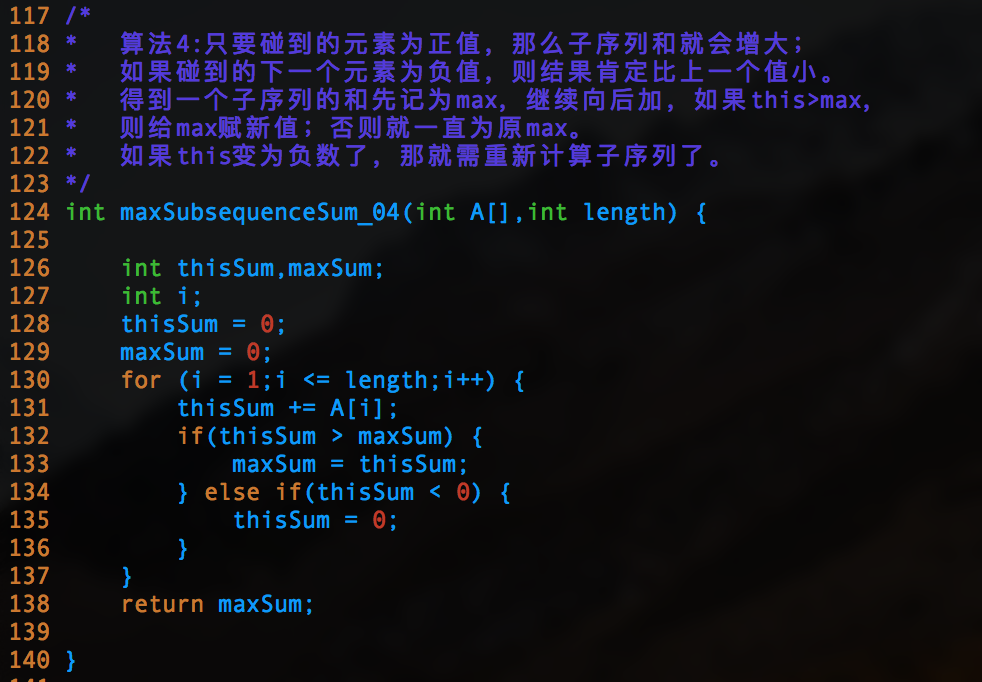 117 /*
118 *   算法4:只要碰到的元素为正值，那么子序列和就会增大；
119 *   如果碰到的下一个元素为负值，则结果肯定比上一个值小。
120 *   得到一个子序列的和先记为max，继续向后加，如果this>max，
121 *   则给max赋新值；否则就一直为原max。
122 *   如果this变为负数了，那就需重新计算子序列了。
123 */
124 int maxSubsequenceSum_04(int A[],int length) {
125
126     int thisSum,maxSum;
127     int i;
128     thisSum = 0;
129     maxSum = 0;
130     for (i = 1;i <= length;i++) {
131         thisSum += A[i];
132         if(thisSum > maxSum) {
133             maxSum = thisSum;
134         } else if(thisSum < 0) {
135             thisSum = 0;
136         }
137     }
138     return maxSum;
139
140 }